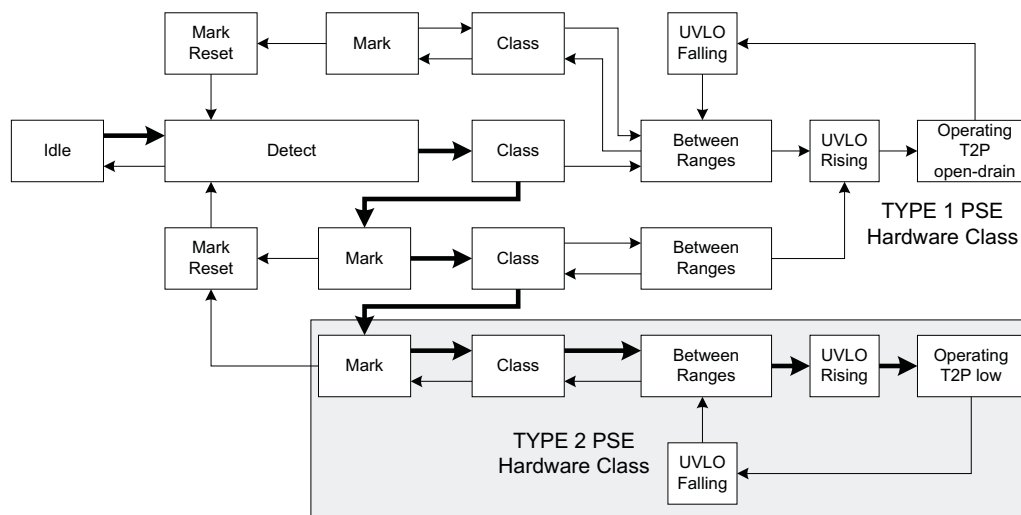 Mark
Reset
Mark
Class
UVLO
Falling
Idle
Detect
Class
Between
Ranges
UVLO
Rising
Operating
T2P
open-drain
TYPE 1 PSE
Hardware Class
Mark
Reset
Mark
Class
Between
Ranges
Mark
Class
Between
Ranges
UVLO
Rising
Operating
T2P low
TYPE 2 PSE
Hardware Class
UVLO
Falling